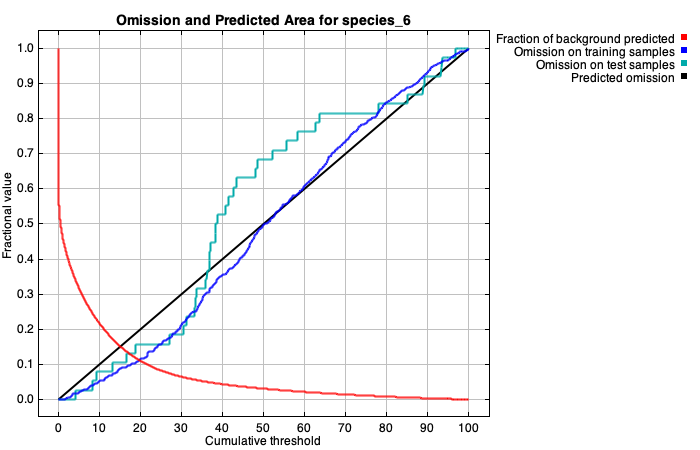 Omission and Predicted Area for species_6
Fraction of background predicted
Omission on training samples
Omission on test samples
Predicted omission
Fractional value
1.0
0.9
0.8
0.7
0.6
0.5
0.4
0.3
0.2
0.1
0.0
0 10 20 30 40 50 60 70 80 90 100
Cumulative threshold